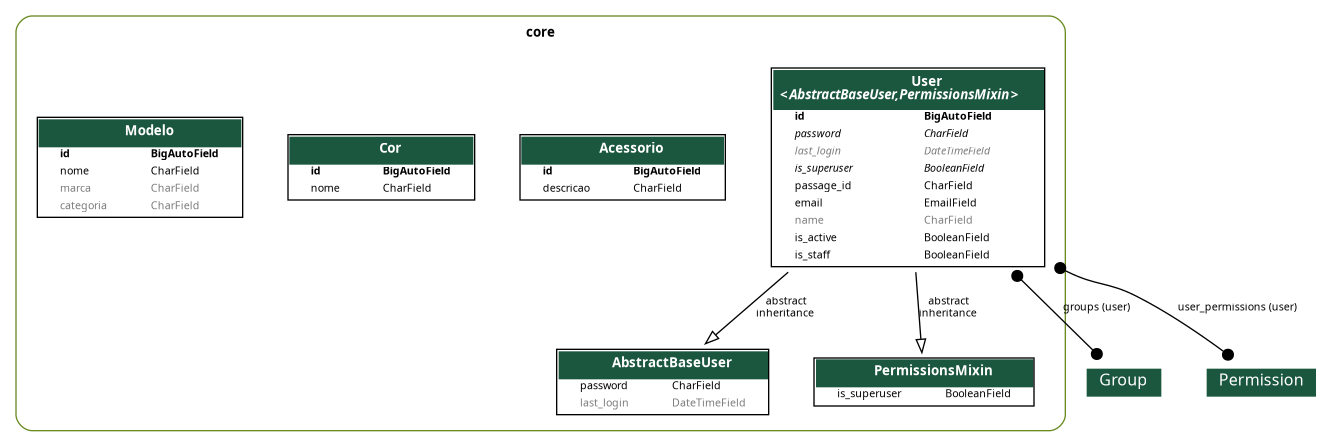 core
User
<AbstractBaseUser,PermissionsMixin>
id BigAutoField
password CharField
last_login DateTimeField
is_superuser BooleanField
passage_id CharField
email EmailField
name CharField
is_active BooleanField
is_staff BooleanField
Modelo
id BigAutoField
nome CharField
marca CharField
categoria CharField
Cor
id BigAutoField
nome CharField
Acessorio
id BigAutoField
descricao CharField
abstract
inheritance
abstract
inheritance
groups (user)
user_permissions (user)
AbstractBaseUser
password CharField
last_login DateTimeField
PermissionsMixin
is_superuser BooleanField
Group
Permission